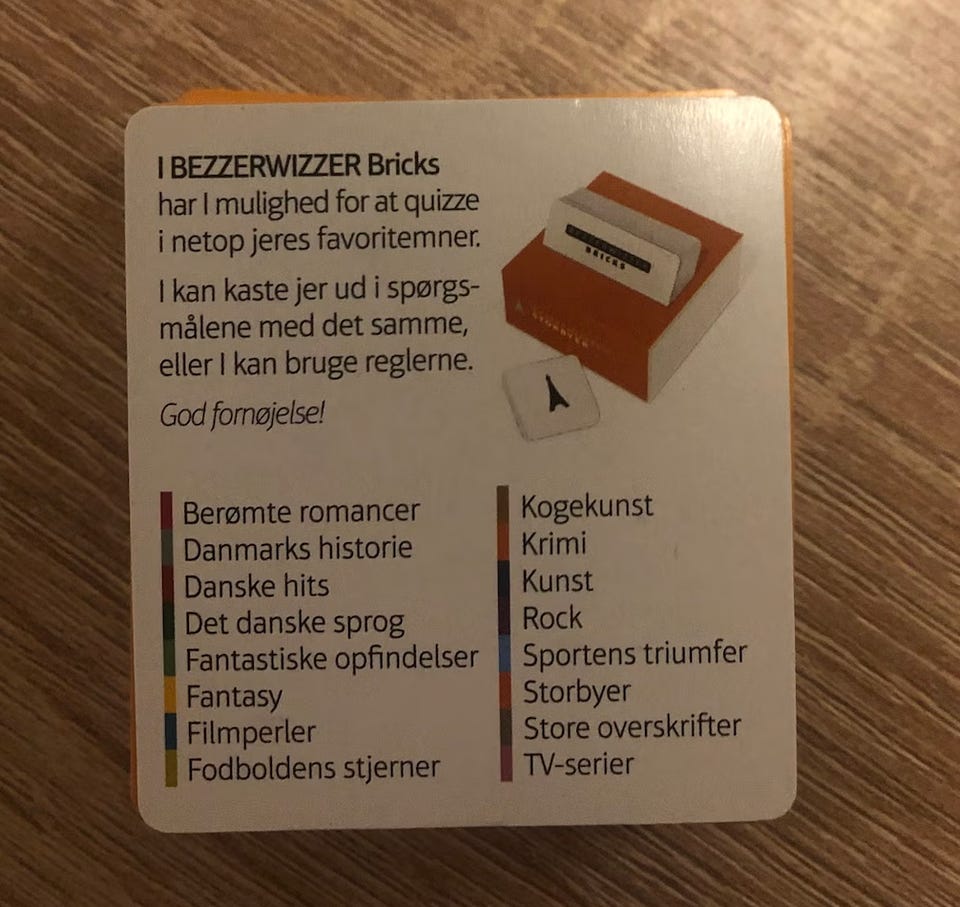 I BEZZERWIZZER Bricks
har I mulighed for at quizze
i netop jeres favoritemner.
I kan kaste jer ud i spørgs-
målene med det samme,
eller I kan bruge reglerne.
God fornøjelse!
BEZZERWIZZER
BRICKS
STORBYER
Berømte romancer
Danmarks historie
Danske hits
Det danske sprog
Fantastiske opfindelser
Fantasy
Filmperler
Fodboldens stjerner
Kogekunst
Krimi
Kunst
Rock
Sportens triumfer
Storbyer
Store overskrifter
TV-serier